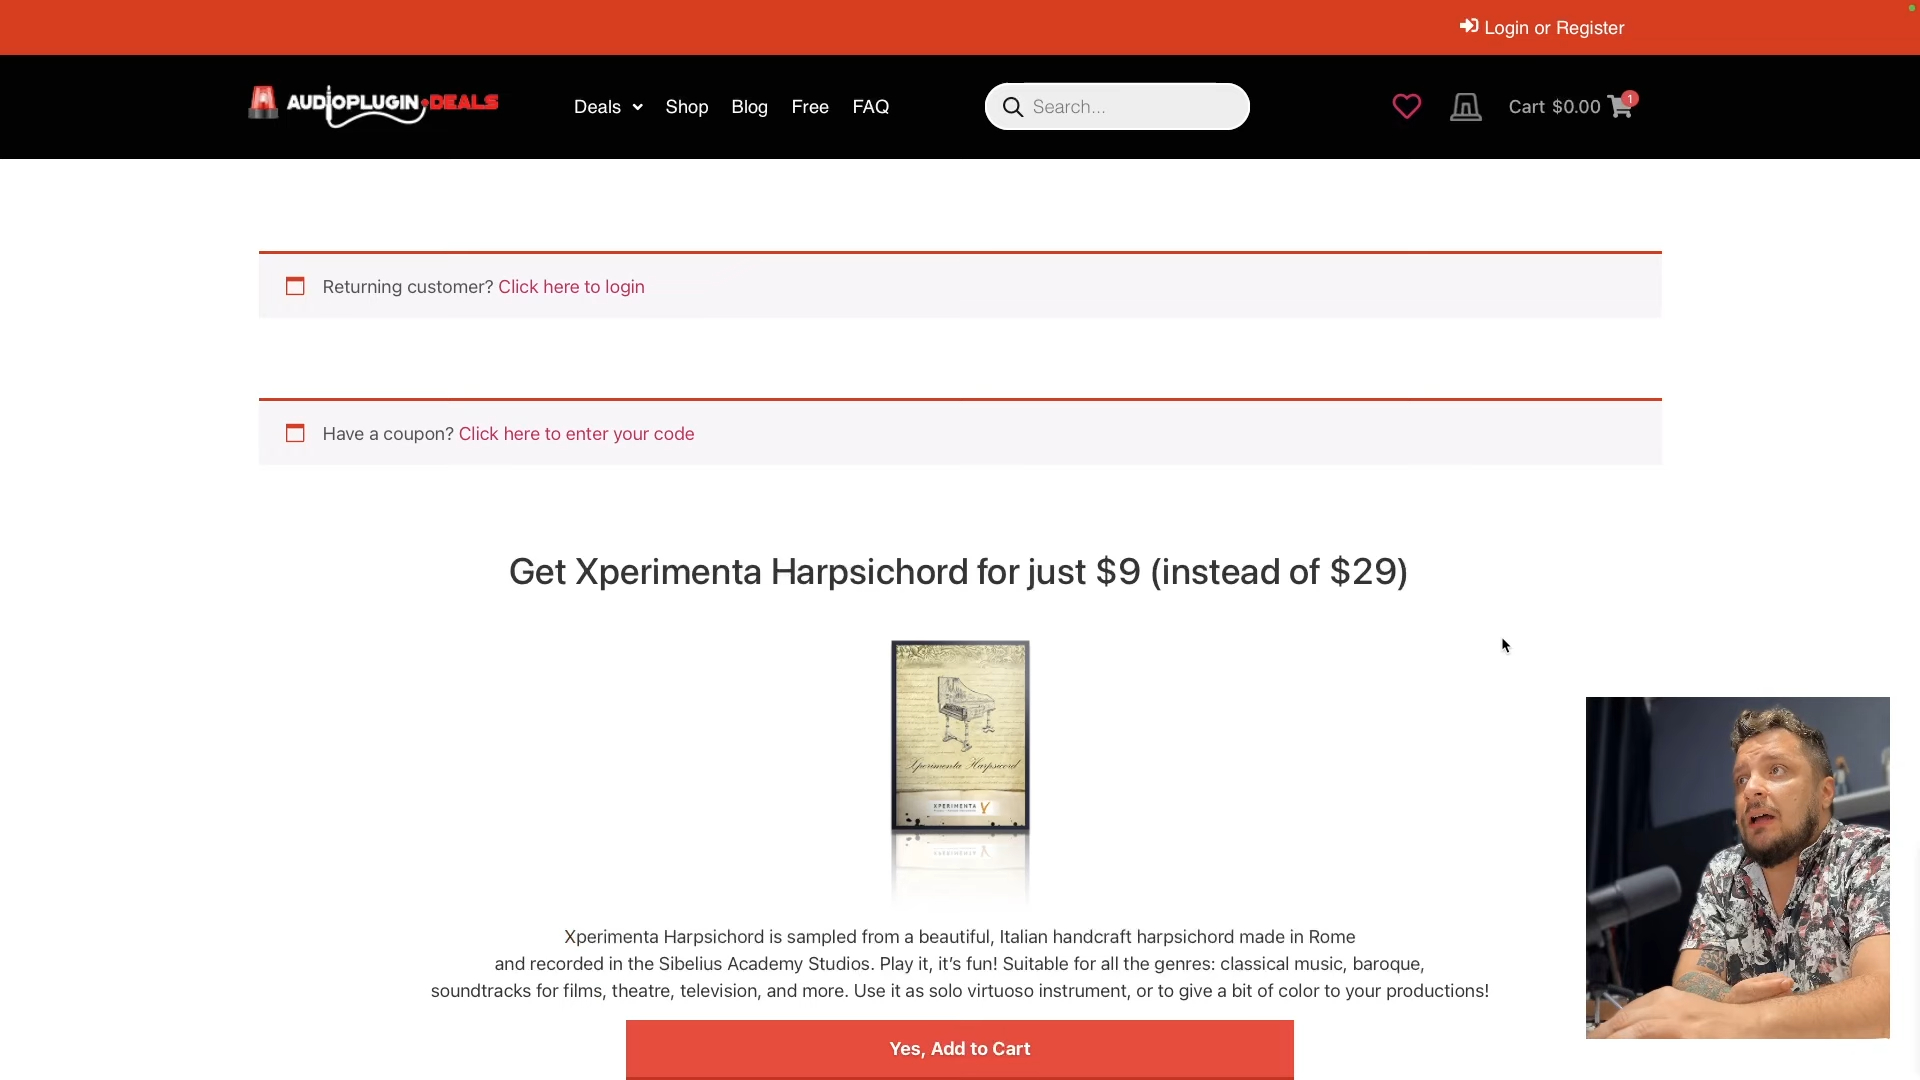 Login or Register
AUDIOPLUGIN•DEALS
Deals
Shop
Blog
Free
FAQ
Search...
Cart $0.00
1
Returning customer? Click here to login
Have a coupon? Click here to enter your code
Get Xperimenta Harpsichord for just $9 (instead of $29)
Xperimenta Harpsicord
XPERIMENTA
Xperimenta Harpsichord is sampled from a beautiful, Italian handcraft harpsichord made in Rome
and recorded in the Sibelius Academy Studios. Play it, it's fun! Suitable for all the genres: classical music, baroque,
soundtracks for films, theatre, television, and more. Use it as solo virtuoso instrument, or to give a bit of color to your productions!
Yes, Add to Cart